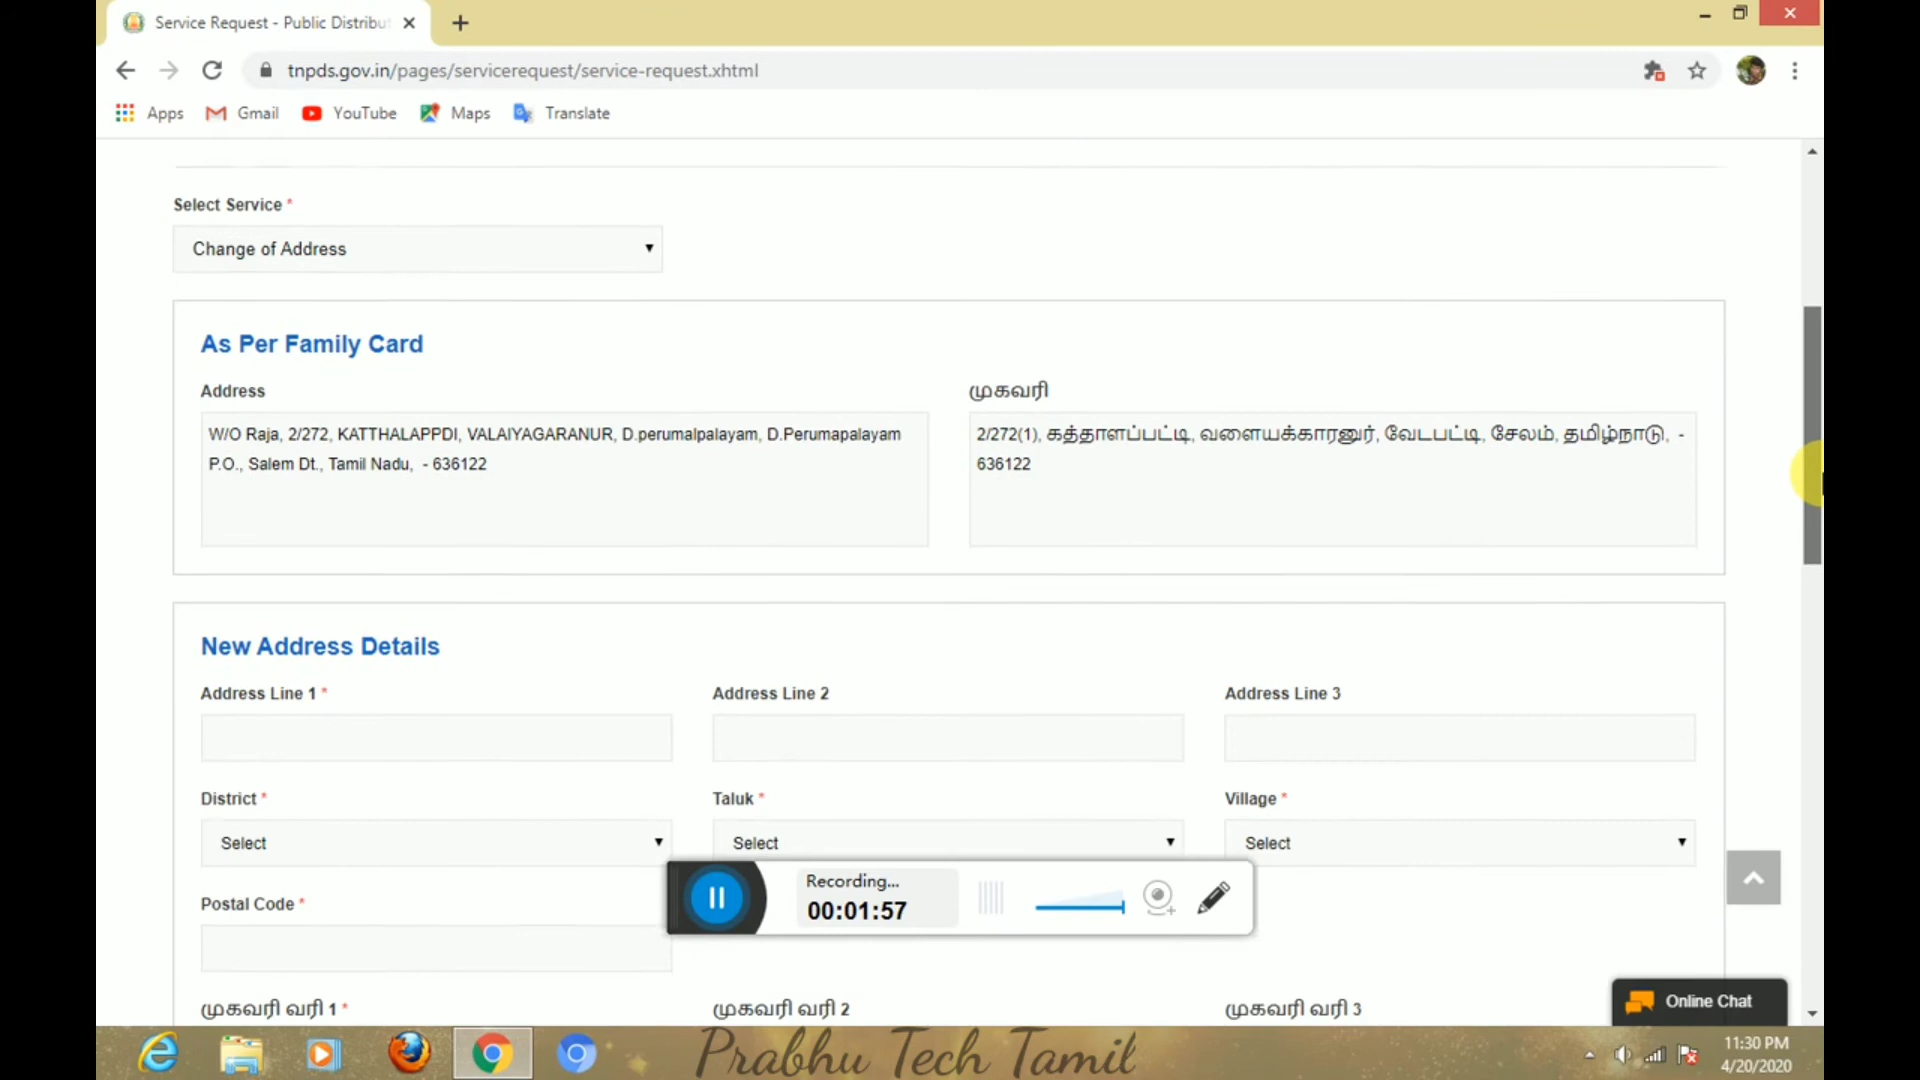 Service Request - Public Distribut
tnpds.gov.in/pages/servicerequest/service-request.xhtml
Apps Gmail YouTube Maps Translate
Select Service *
Change of Address
As Per Family Card
Address
முகவரி
W/O Raja, 2/272, KATTHALAPPDI, VALAIYAGARANUR, D.perumalpalayam, D.Perumapalayam
P.O., Salem Dt., Tamil Nadu,  - 636122
2/272(1), கத்தாளப்பட்டி, வளையக்காரனுர், வேடபட்டி, சேலம், தமிழ்நாடு,  -
636122
New Address Details
Address Line 1 *
Address Line 2
Address Line 3
District *
Taluk *
Village *
Select
Select
Select
Postal Code *
Recording...
00:01:57
முகவரி வரி 1 *
முகவரி வரி 2
முகவரி வரி 3
Online Chat
Prabhu Tech Tamil
11:30 PM
4/20/2020